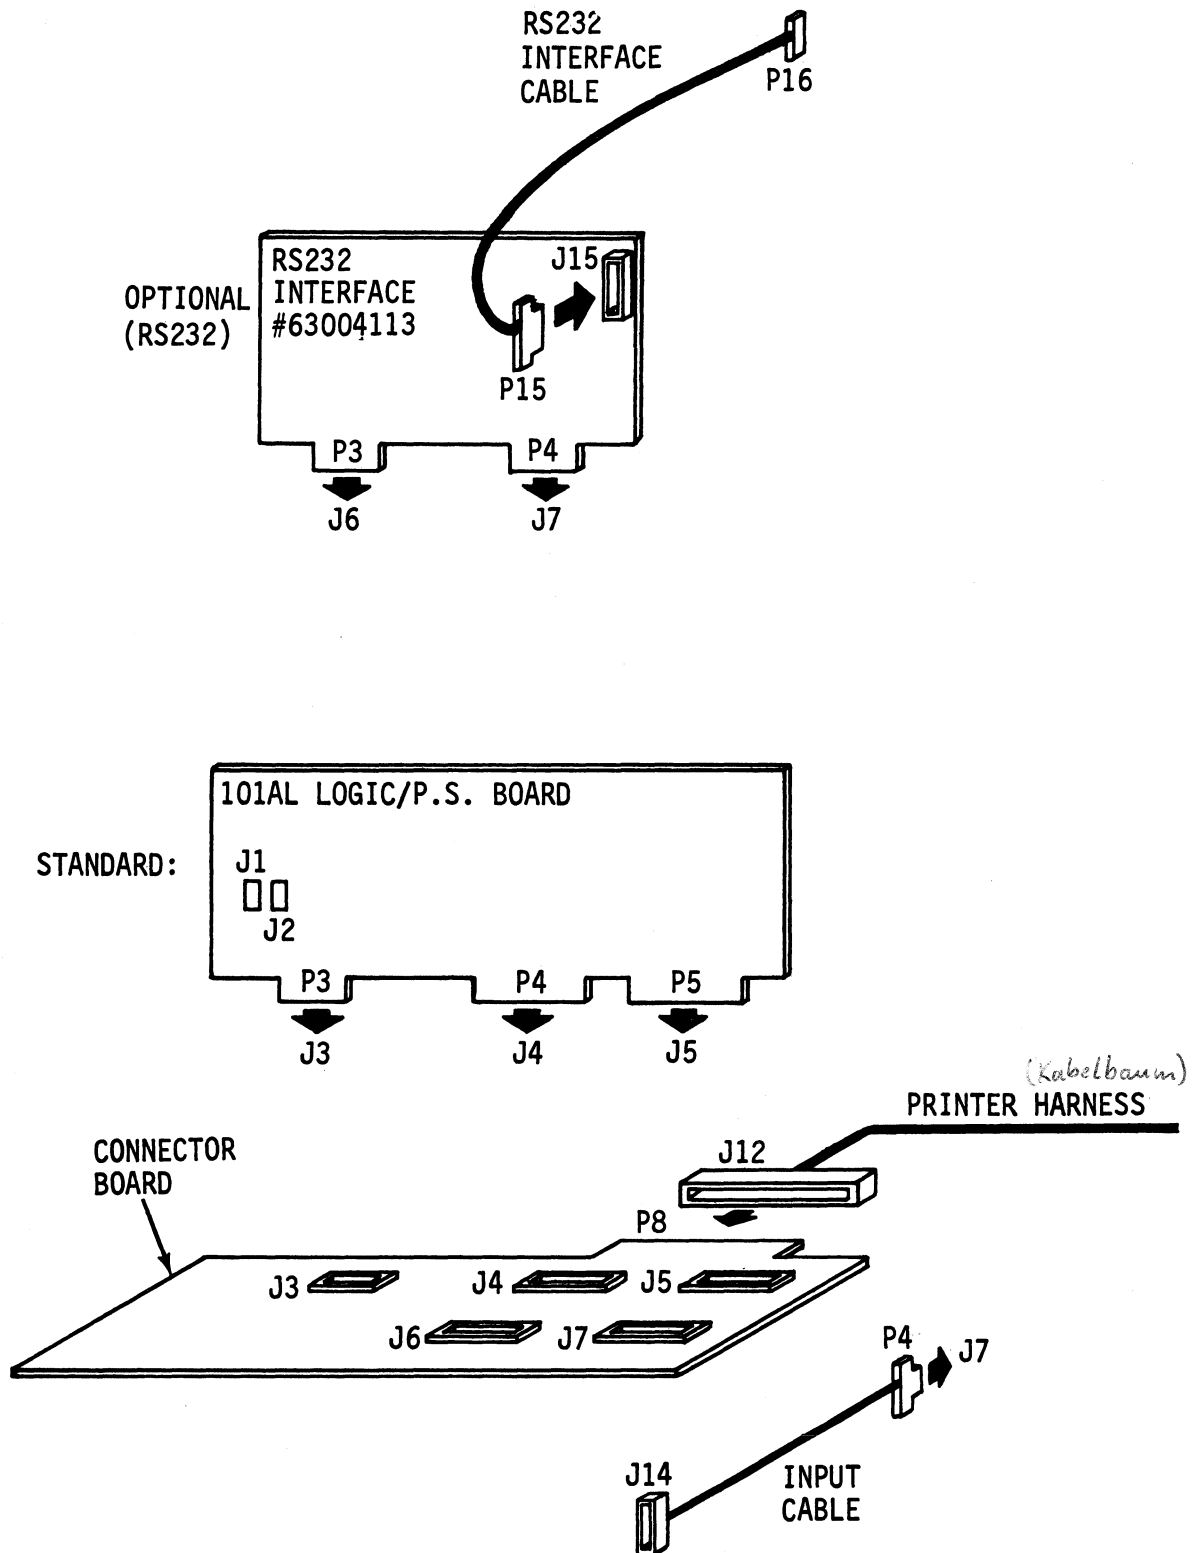 RS232
INTERFACE
CABLE
P16
OPTIONAL
(RS232)
RS232
INTERFACE
#63004113
J15
P15
P3
P4
J6
J7
101AL LOGIC/P.S. BOARD
STANDARD:
J1
J2
P3
P4
P5
J3
J4
J5
(Kabelbaum)
PRINTER HARNESS
CONNECTOR
BOARD
J12
P8
J3
J4
J5
J6
J7
P4
J7
J14
INPUT
CABLE